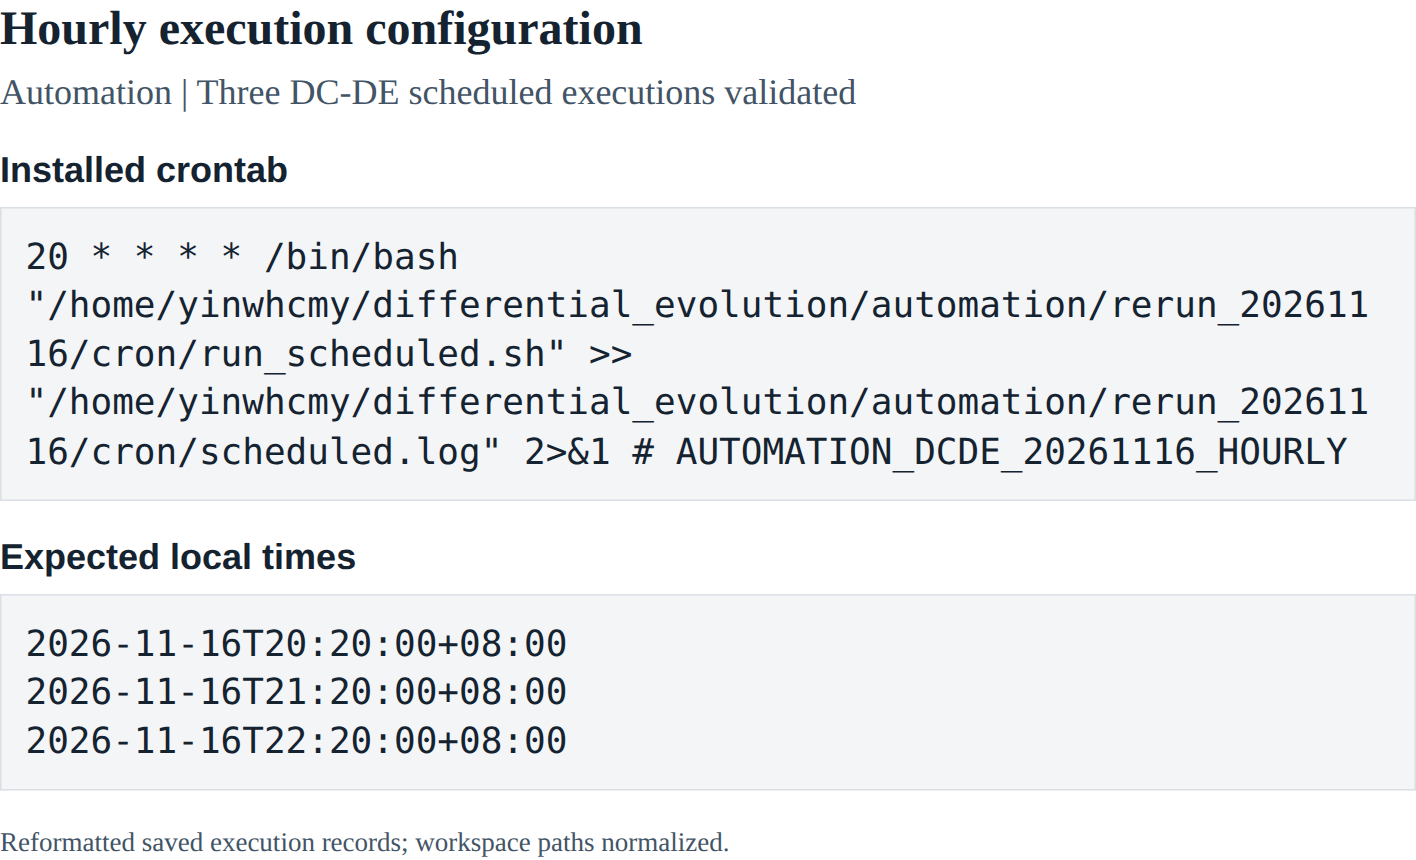 Hourly execution configuration
Automation | Three DC-DE scheduled executions validated
Installed crontab
20 * * * * /bin/bash
"/home/yinwhcmy/differential_evolution/automation/rerun_202611
16/cron/run_scheduled.sh" >>
"/home/yinwhcmy/differential_evolution/automation/rerun_202611
16/cron/scheduled.log" 2>&1 # AUTOMATION_DCDE_20261116_HOURLY
Expected local times
2026-11-16T20:20:00+08:00
2026-11-16T21:20:00+08:00
2026-11-16T22:20:00+08:00
Reformatted saved execution records; workspace paths normalized.